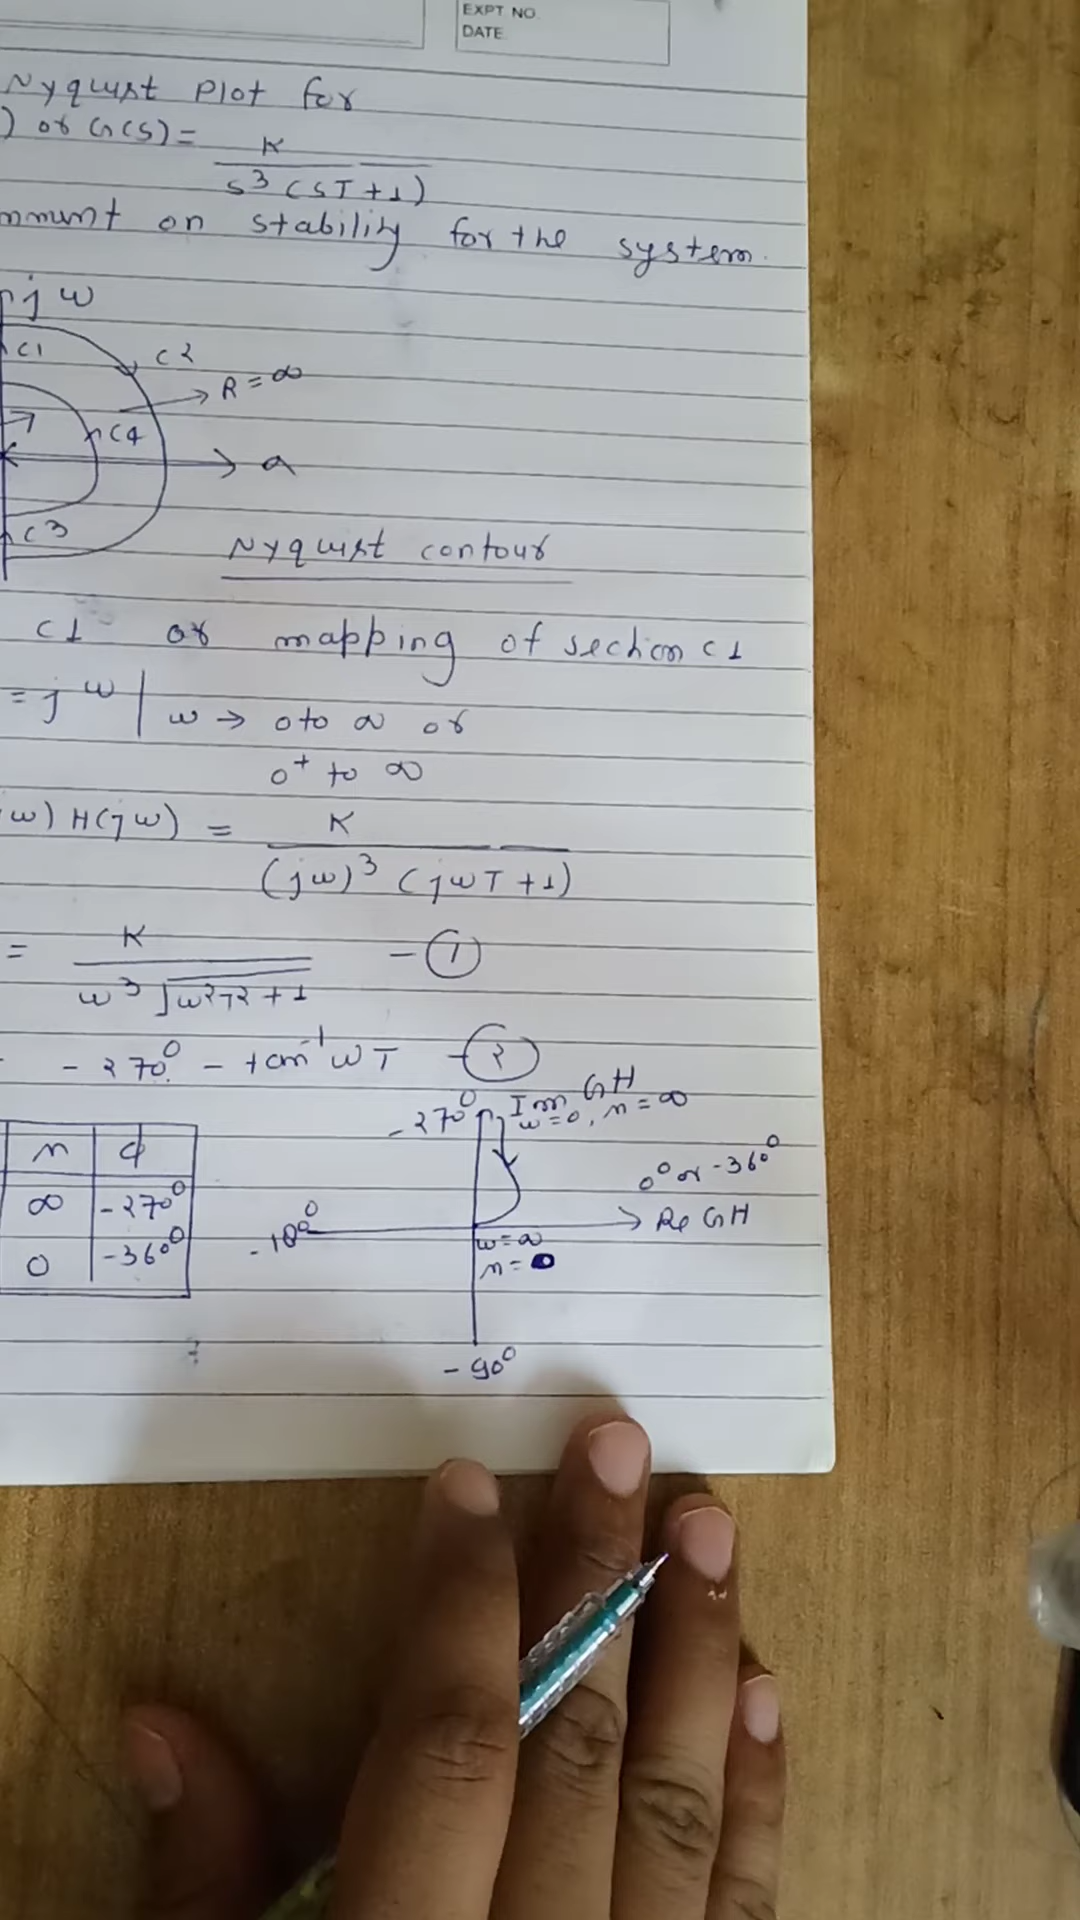 EXPT NO.
DATE
Nyquist Plot for
) or G(s) = K
s³ (sT+1)
on stability for the system.
jω
C1
C2
R = ∞
C4
σ
C3
Nyquist contour
C1 or mapping of section C1
= jω | ω → 0 to ∞ or
0⁺ to ∞
ω) H(jω) = K
(jω)³ (jωT+1)
= K - ①
ω³ √ω²T²+1
-270° - tan⁻¹ ωT - ②
-270° Im GH
ω=0, m=∞
m ϕ
∞ -270°
0 -360°
0° or -360°
-180° Re GH
ω=∞
m=0
-90°